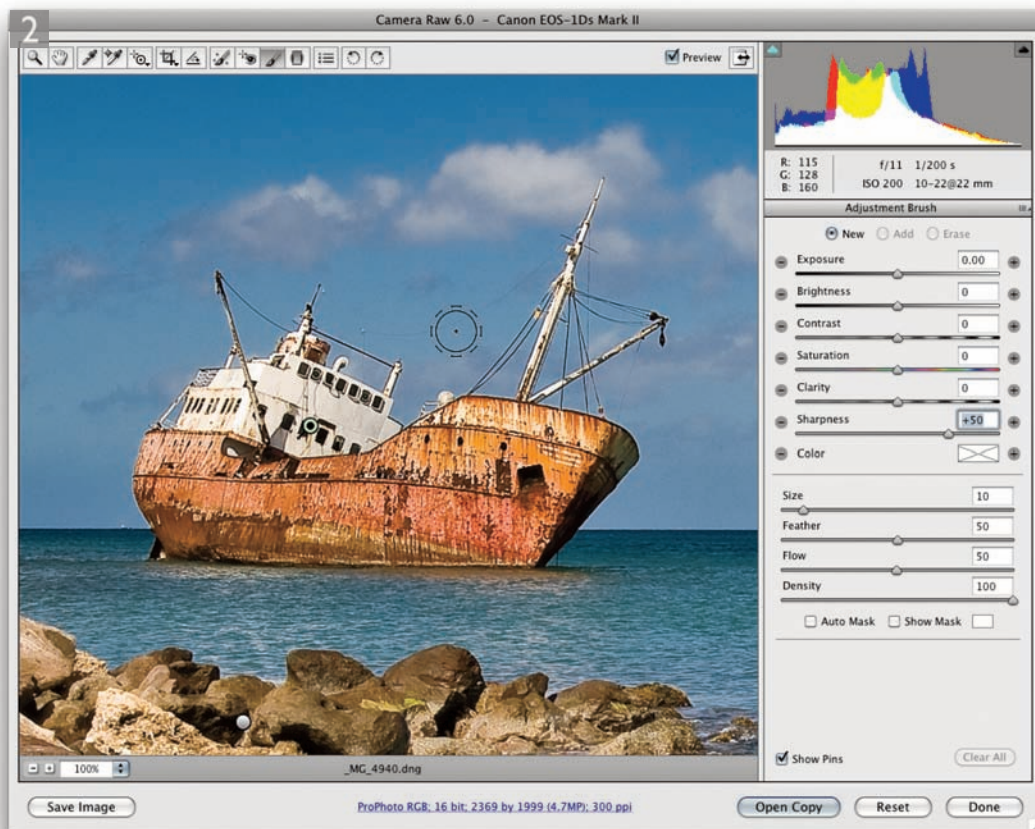 2
Camera Raw 6.0 – Canon EOS-1Ds Mark II
Preview
R: 115
G: 128
B: 160
f/11 1/200 s
ISO 200 10-22@22 mm
Adjustment Brush
New Add Erase
Exposure 0.00
Brightness 0
Contrast 0
Saturation 0
Clarity 0
Sharpness +50
Color
Size 10
Feather 50
Flow 50
Density 100
Auto Mask Show Mask
Show Pins Clear All
100% _MG_4940.dng
Save Image ProPhoto RGB; 16 bit; 2369 by 1999 (4.7MP); 300 ppi Open Copy Reset Done